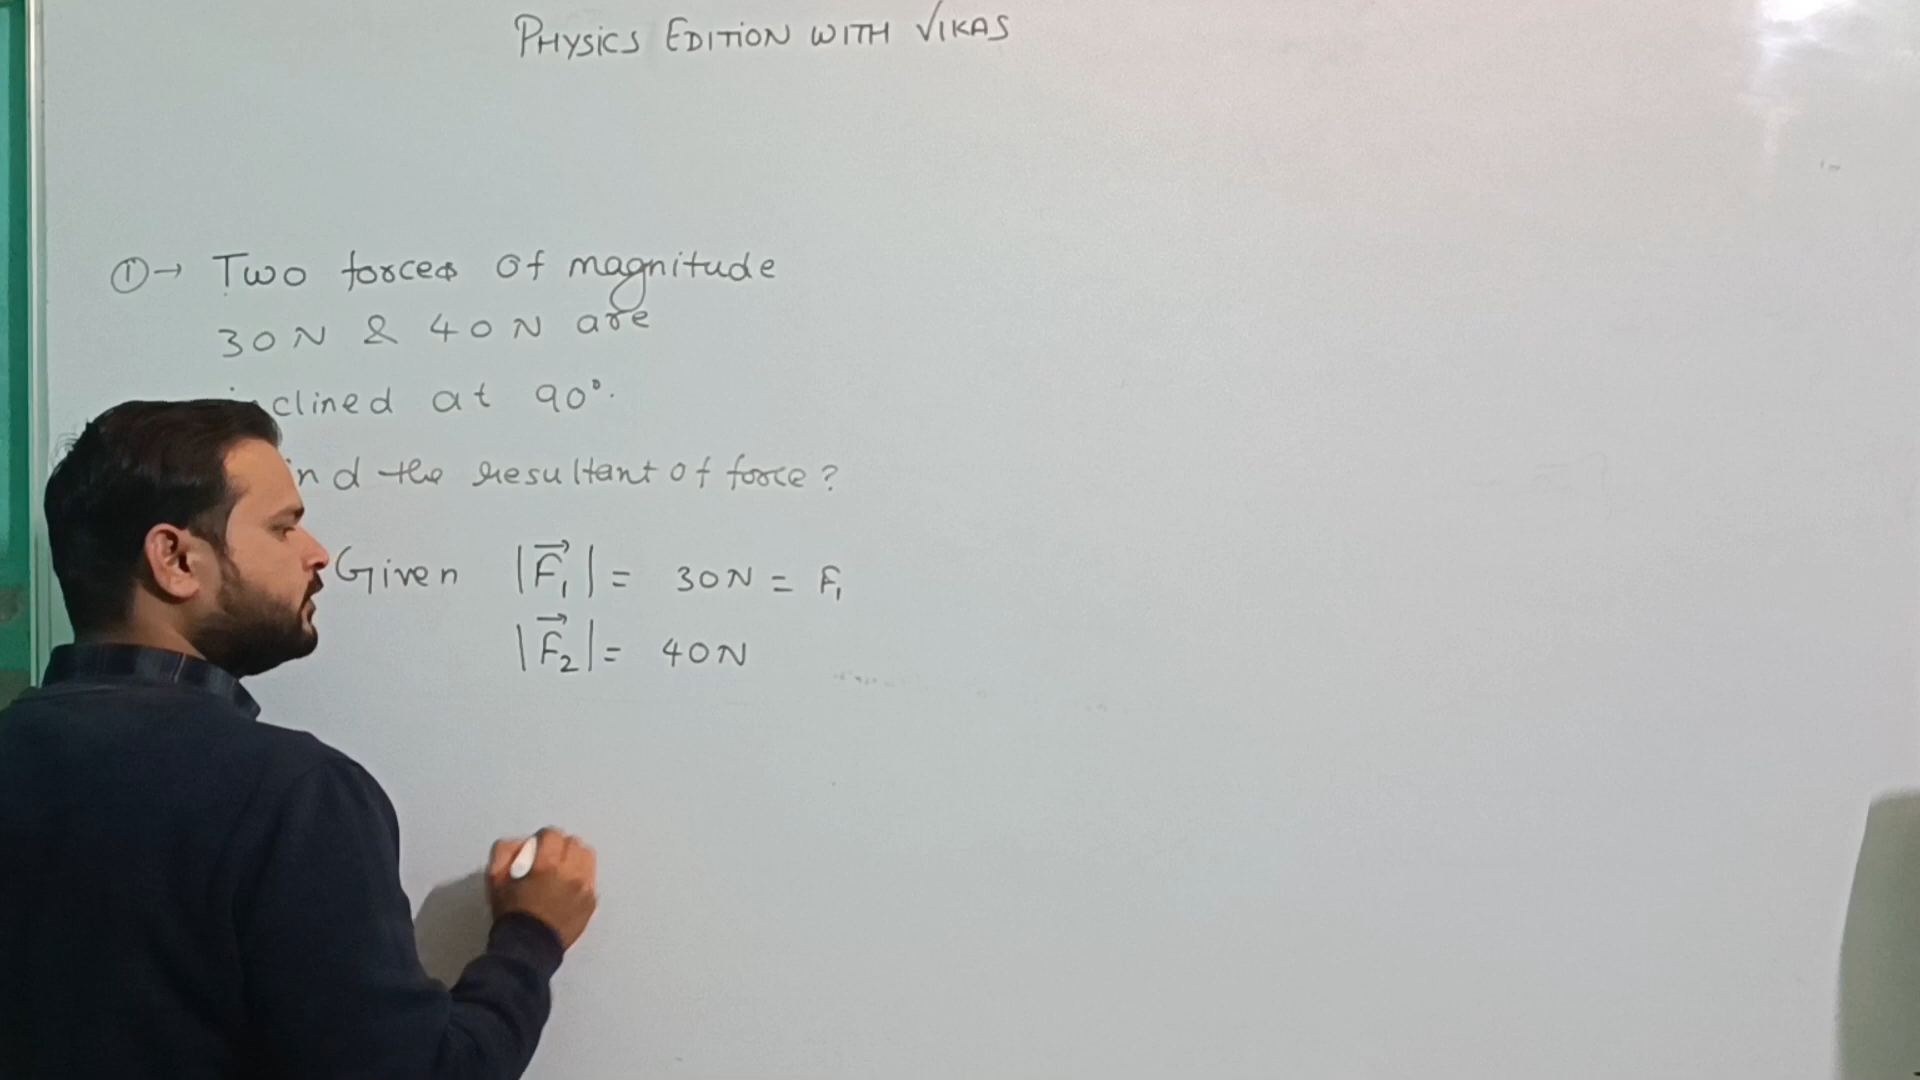 PHYSICS EDITION WITH VIKAS
①→ Two forces of magnitude
30N & 40N are
inclined at 90°.
the resultant of force?
Given |F₁⃗| = 30N = F₁
|F₂⃗| = 40N